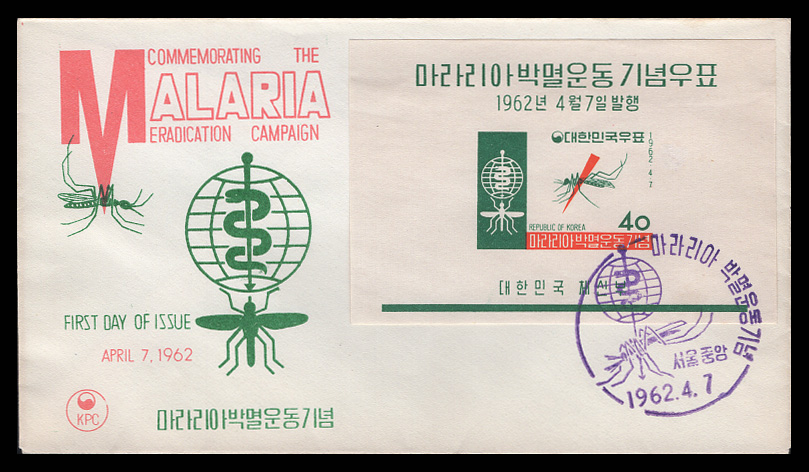 COMMEMORATING THE
MALARIA
ERADICATION CAMPAIGN
FIRST DAY OF ISSUE
APRIL 7, 1962
KPC
마라리아박멸운동기념
마라리아박멸운동기념우표
1962년 4월7일발행
대한민국우표
1962.4.7
40
REPUBLIC OF KOREA
마라리아박멸운동기념
대한민국 체신부
마라리아 박멸운동기념
서울중앙
1962.4.7